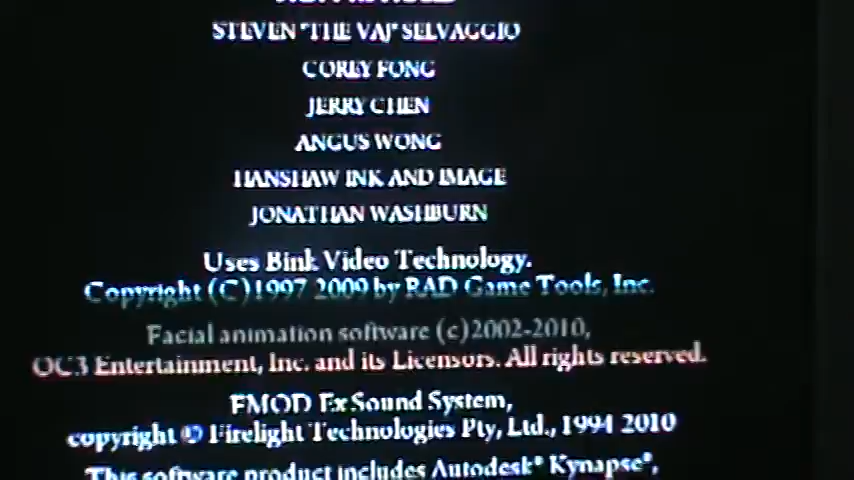 STEVEN "THE VAJ" SELVAGGIO
COREY FONG
JERRY CHEN
ANGUS WONG
HANSHAW INK AND IMAGE
JONATHAN WASHBURN
Uses Bink Video Technology.
Copyright (C)1997 2009 by RAD Game Tools, Inc.
Facial animation software (c)2002-2010,
OC3 Entertainment, Inc. and its Licensors. All rights reserved.
FMOD Ex Sound System,
copyright © Firelight Technologies Pty, Ltd., 1994 2010
This software product includes Autodesk® Kynapse®,